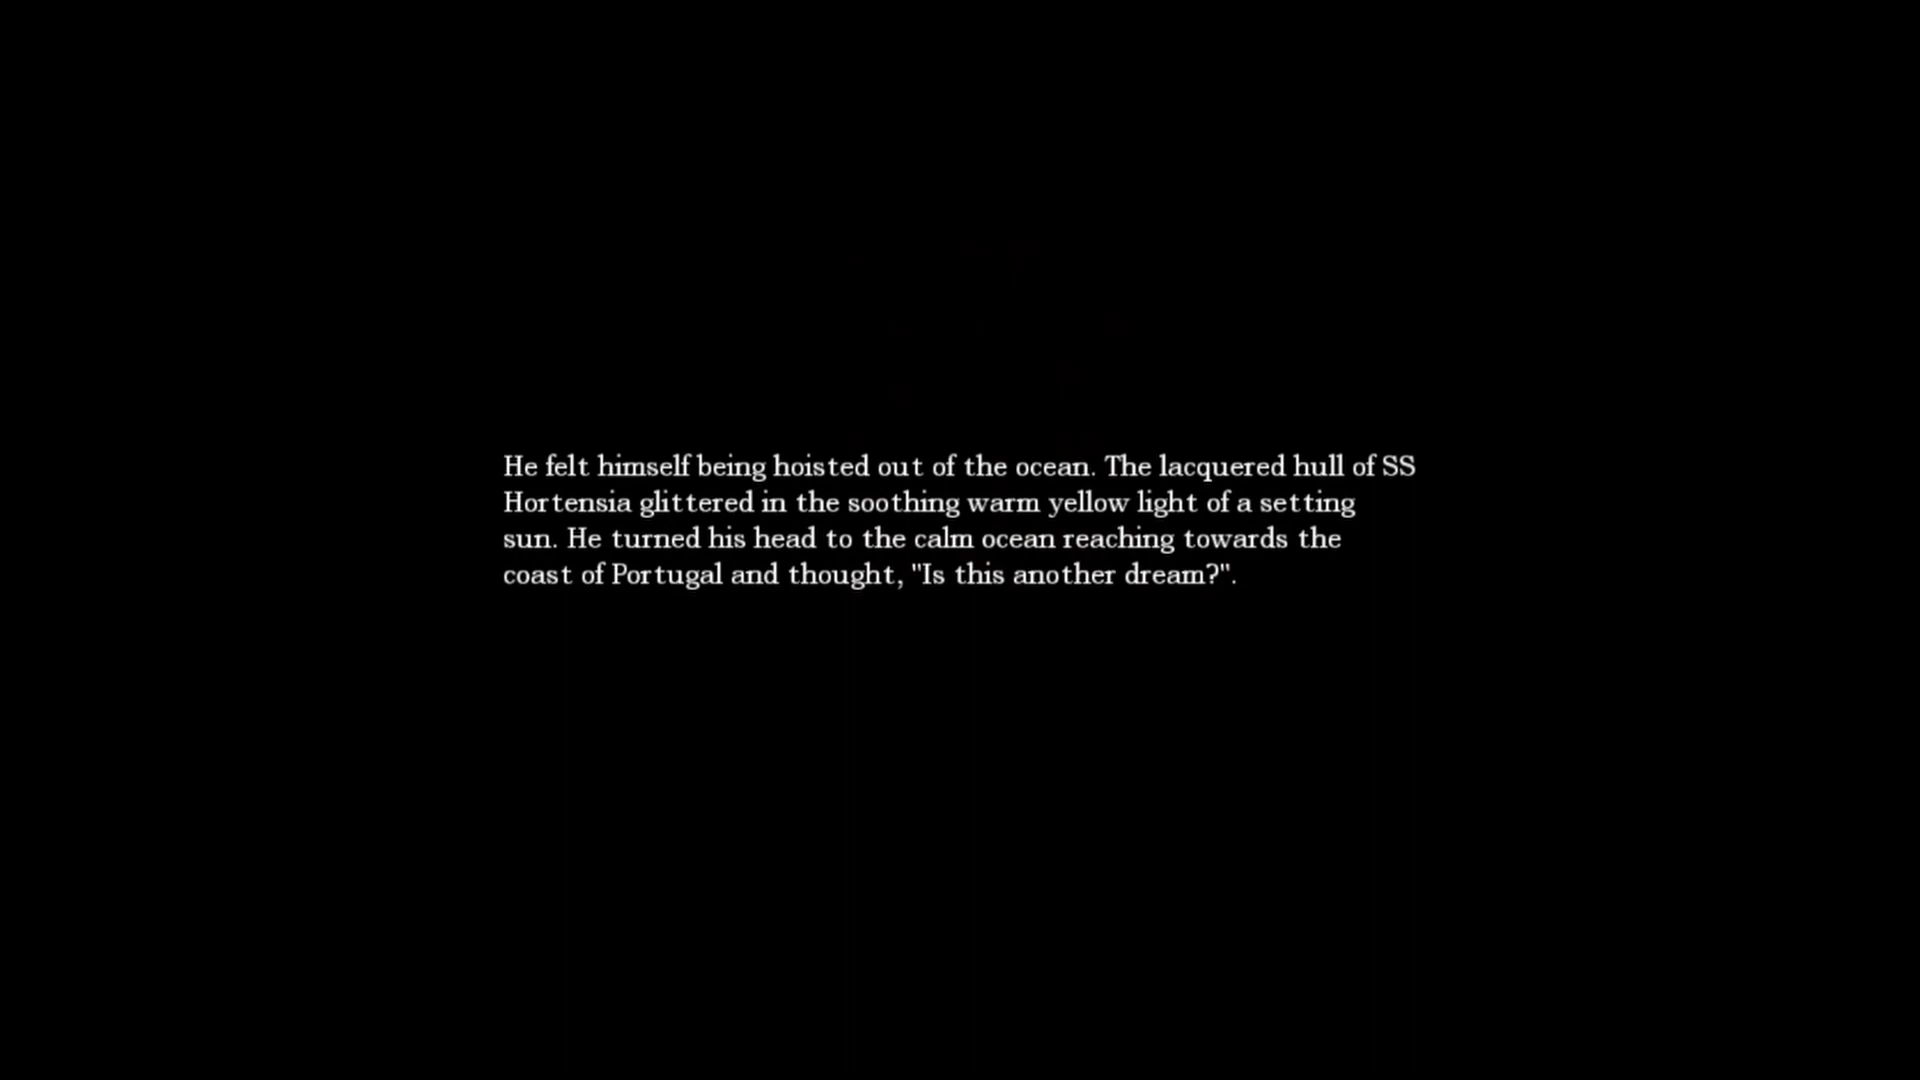 He felt himself being hoisted out of the ocean. The lacquered hull of SS
Hortensia glittered in the soothing warm yellow light of a setting
sun. He turned his head to the calm ocean reaching towards the
coast of Portugal and thought, "Is this another dream?".